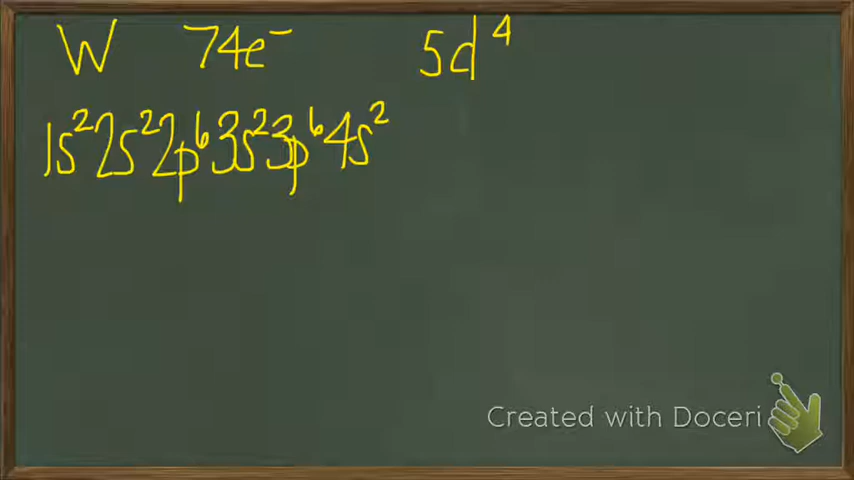 W 74e⁻ 5d⁴
1s²2s²2p⁶3s²3p⁶4s²
Created with Doceri